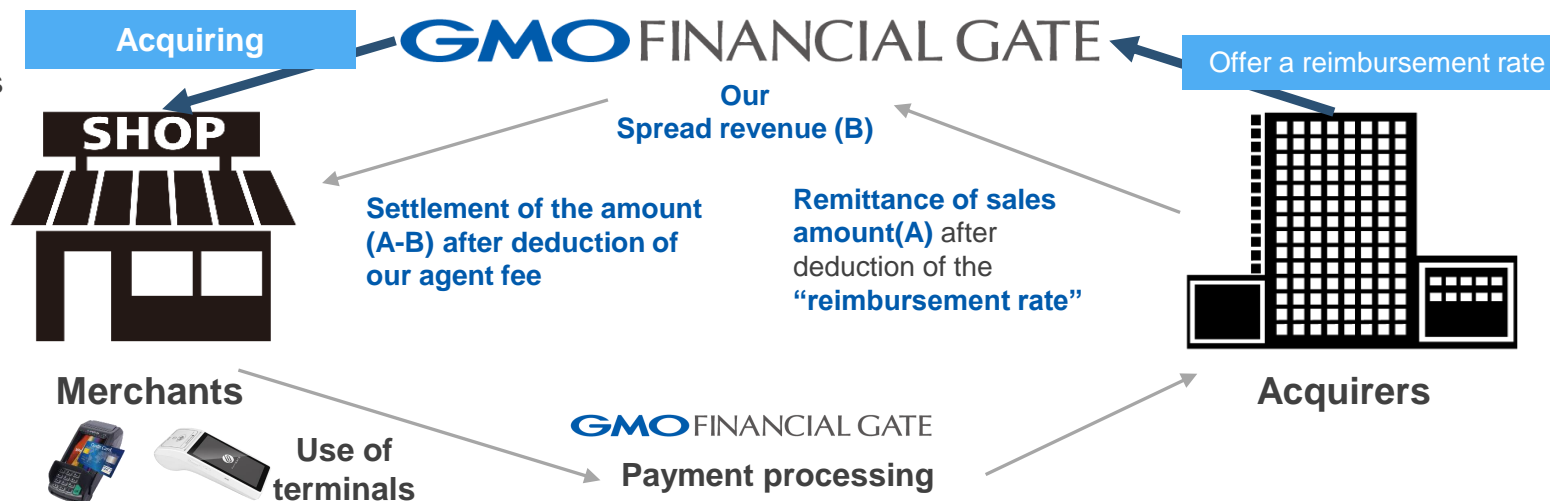 Acquiring
GMO FINANCIAL GATE
Offer a reimbursement rate
s
SHOP
Our
Spread revenue (B)
Settlement of the amount
(A-B) after deduction of
our agent fee
Remittance of sales
amount(A) after
deduction of the
“reimbursement rate”
Merchants
Acquirers
GMO FINANCIAL GATE
Payment processing
Use of
terminals